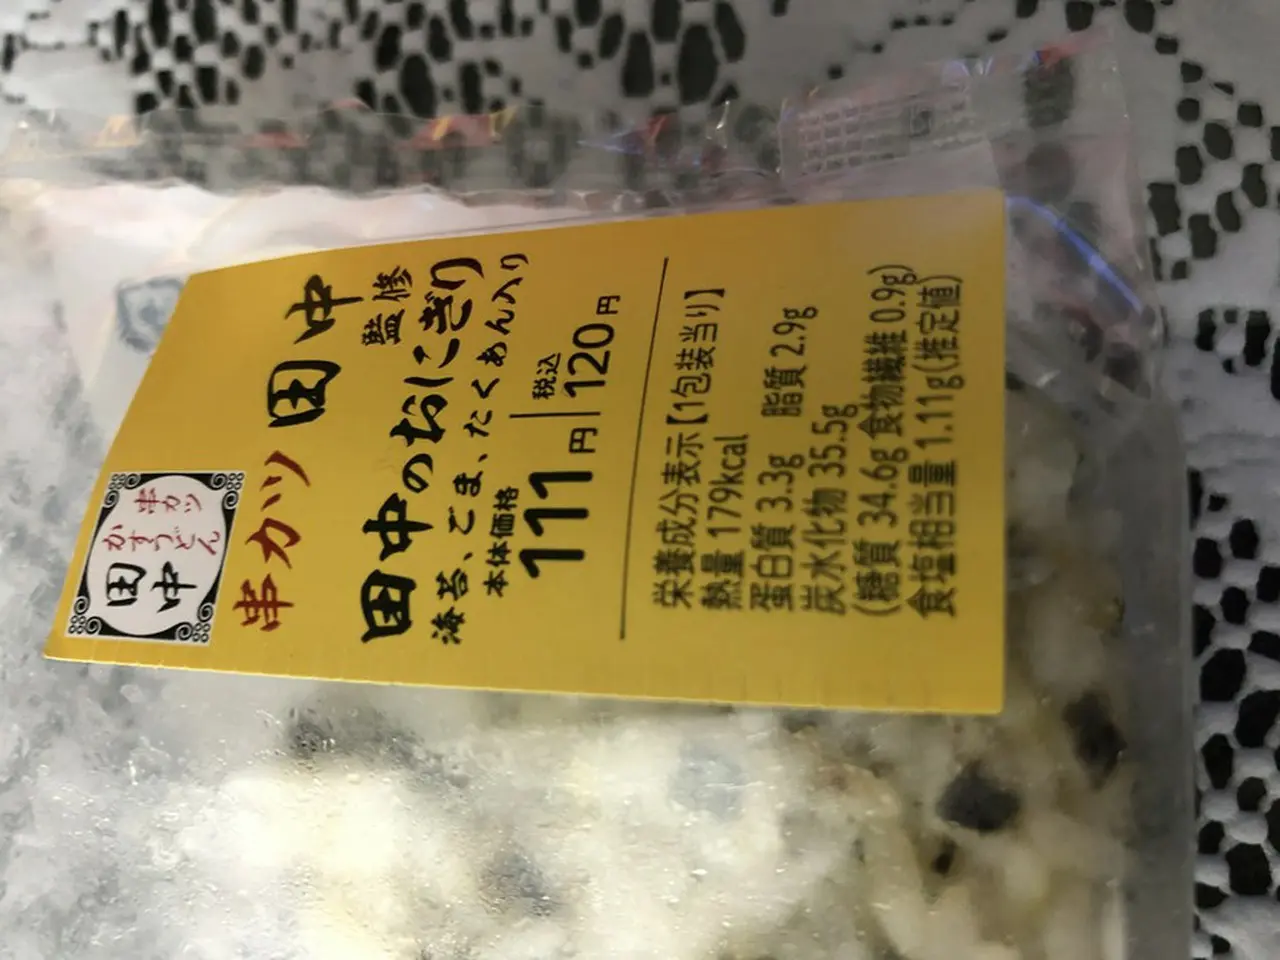 串カツ
かすうどん
田中
串カツ 田中
監修
田中のおにぎり
海苔、ごま、たくあん入り
本体価格 税込
111円 120円
栄養成分表示【1包装当り】
熱量 179kcal
蛋白質 3.3g 脂質 2.9g
炭水化物 35.5g
(糖質 34.6g 食物繊維 0.9g)
食塩相当量 1.11g(推定値)